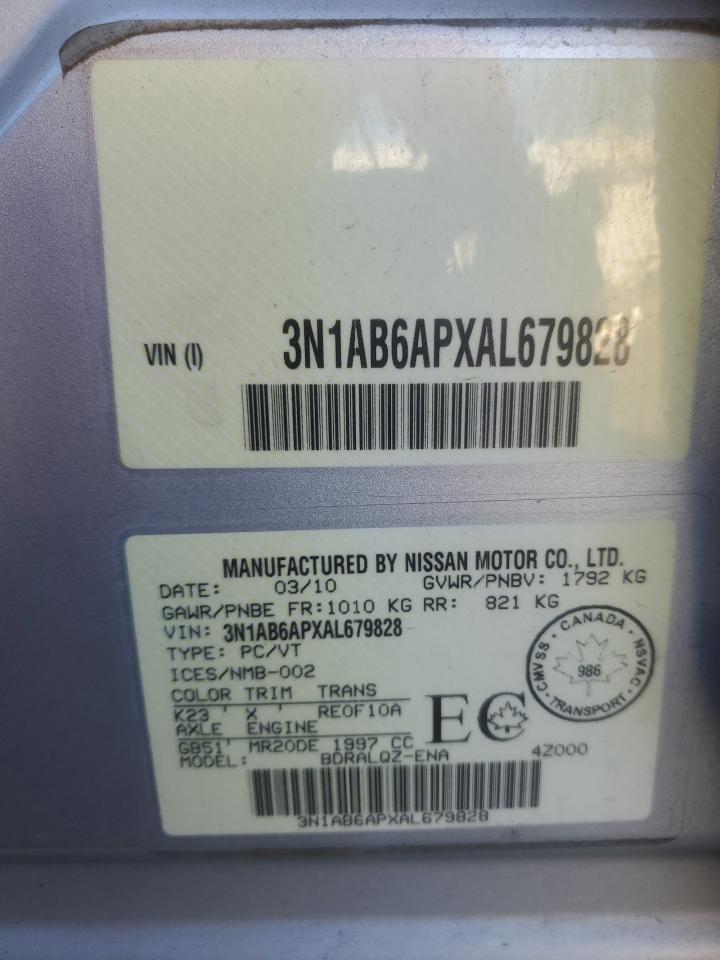 VIN (I) 3N1AB6APXAL679828
MANUFACTURED BY NISSAN MOTOR CO., LTD.
DATE: 03/10 GVWR/PNBV: 1792 KG
GAWR/PNBE FR:1010 KG RR: 821 KG
VIN: 3N1AB6APXAL679828
TYPE: PC/VT
ICES/NMB-002
COLOR TRIM TRANS
K23 ' X ' RE0F10A
AXLE ENGINE
GB51' MR20DE 1997 CC
MODEL: BDRALQZ-ENA
EC
4Z000
CANADA
CMVSS 986 NSVAC
TRANSPORT
3N1AB6APXAL679828